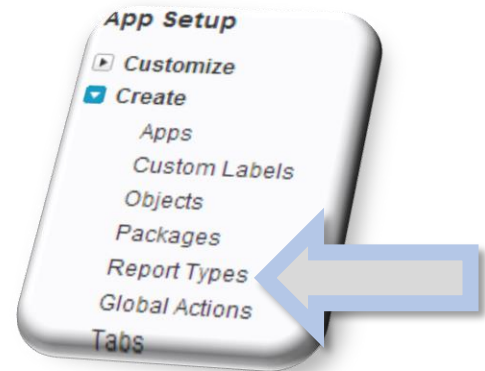 App Setup
Customize
Create
Apps
Custom Labels
Objects
Packages
Report Types
Global Actions
Tabs